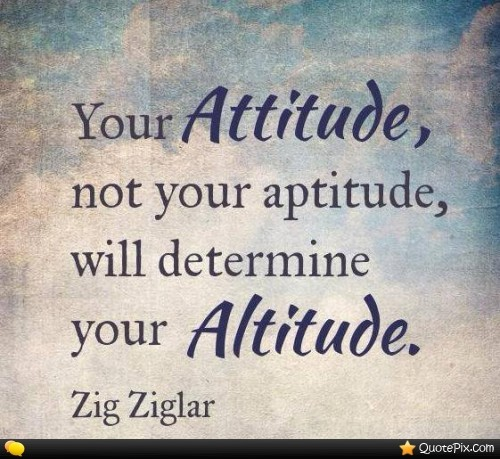 Your Attitude,
not your aptitude,
will determine
your Altitude.
Zig Ziglar
QuotePix.com